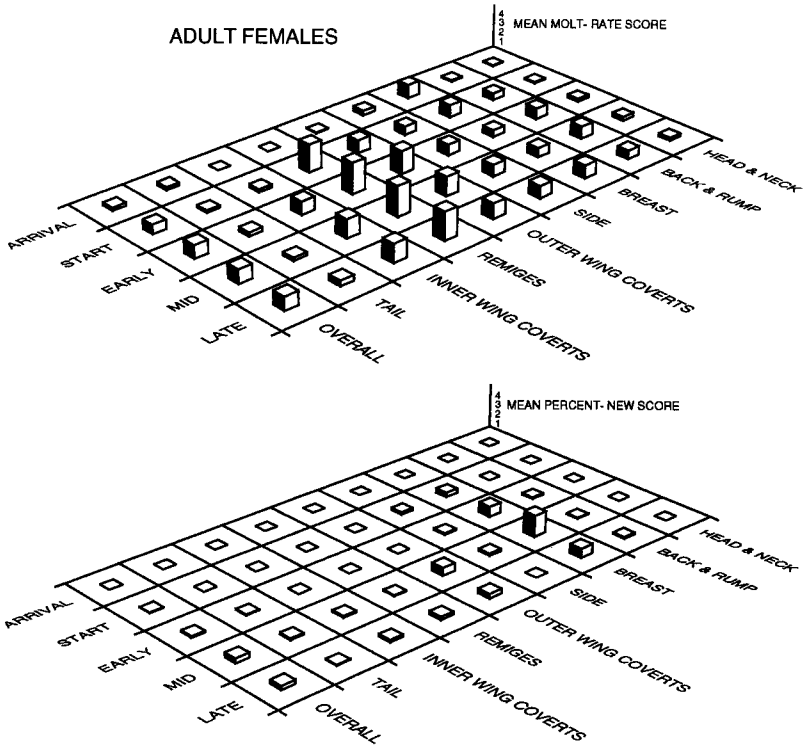 ADULT FEMALES
4
3
2
1
MEAN MOLT- RATE SCORE
HEAD & NECK
BACK & RUMP
BREAST
SIDE
OUTER WING COVERTS
REMIGES
INNER WING COVERTS
TAIL
OVERALL
ARRIVAL
START
EARLY
MID
LATE
4
3
2
1
MEAN PERCENT- NEW SCORE
HEAD & NECK
BACK & RUMP
BREAST
SIDE
OUTER WING COVERTS
REMIGES
INNER WING COVERTS
TAIL
OVERALL
ARRIVAL
START
EARLY
MID
LATE